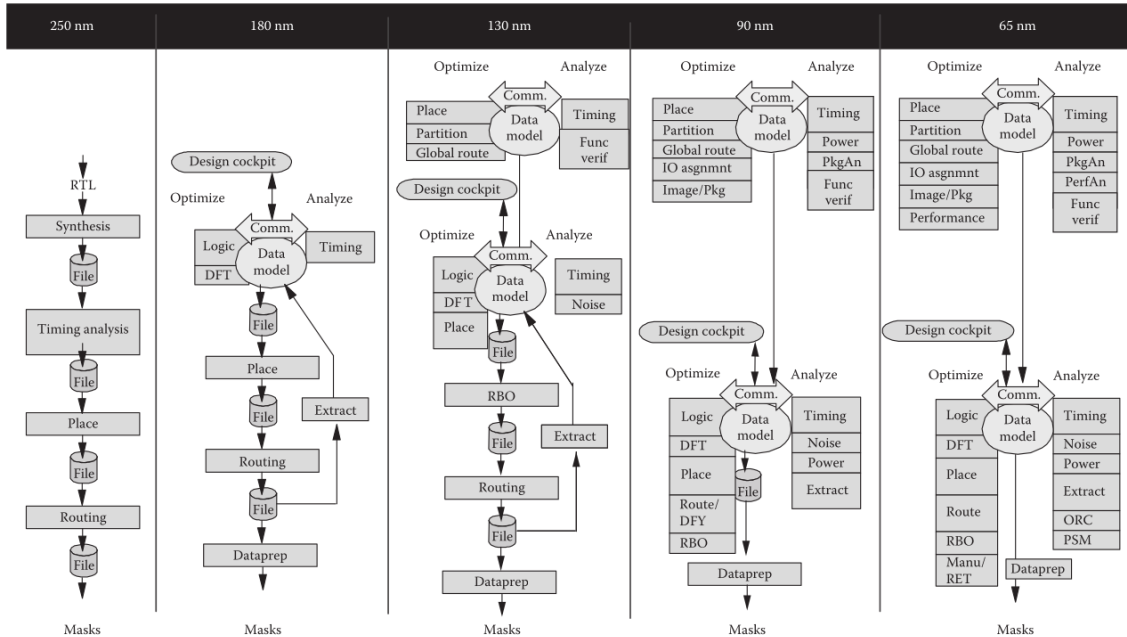 250 nm
180 nm
130 nm
90 nm
65 nm
RTL
Synthesis
File
Timing analysis
File
Place
File
Routing
File
Masks
Design cockpit
Optimize
Analyze
Comm.
Logic
DFT
Data
model
Timing
File
Place
File
Extract
Routing
File
Dataprep
Masks
Optimize
Analyze
Comm.
Place
Partition
Global route
Data
model
Timing
Func
verif
Design cockpit
Optimize
Analyze
Comm.
Logic
DFT
Place
Data
model
Timing
Noise
File
RBO
File
Extract
Routing
File
Dataprep
Masks
Optimize
Analyze
Comm.
Place
Partition
Global route
IO asgnmnt
Image/Pkg
Data
model
Timing
Power
PkgAn
Func
verif
Design cockpit
Optimize
Analyze
Comm.
Logic
DFT
Place
Route/
DFY
RBO
Data
model
File
Timing
Noise
Power
Extract
Dataprep
Masks
Optimize
Analyze
Comm.
Place
Partition
Global route
IO asgnmnt
Image/Pkg
Performance
Data
model
Timing
Power
PkgAn
PerfAn
Func
verif
Design cockpit
Optimize
Analyze
Comm.
Logic
DFT
Place
Route
RBO
Manu/
RET
Data
model
Timing
Noise
Power
Extract
ORC
PSM
Dataprep
Masks